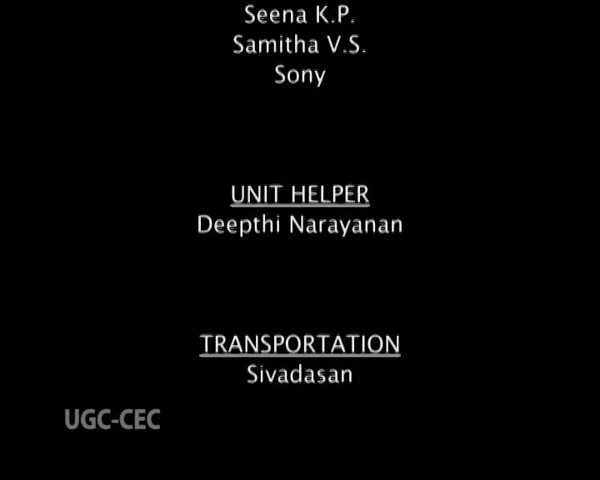 Seena K.P.
Samitha V.S.
Sony
UNIT HELPER
Deepthi Narayanan
TRANSPORTATION
Sivadasan
UGC-CEC